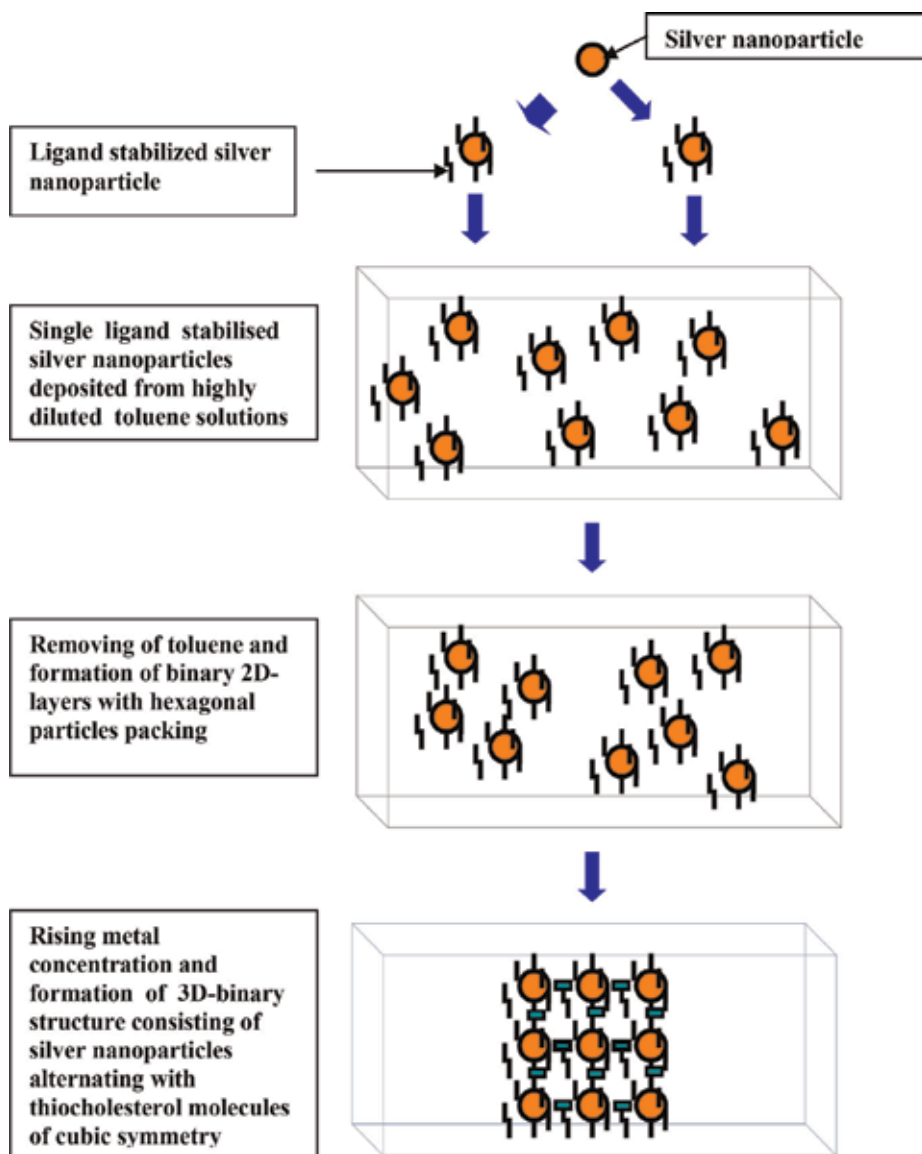 Silver nanoparticle
Ligand stabilized silver
nanoparticle
Single ligand stabilised
silver nanoparticles
deposited from highly
diluted toluene solutions
Removing of toluene and
formation of binary 2D-
layers with hexagonal
particles packing
Rising metal
concentration and
formation of 3D-binary
structure consisting of
silver nanoparticles
alternating with
thiocholesterol molecules
of cubic symmetry